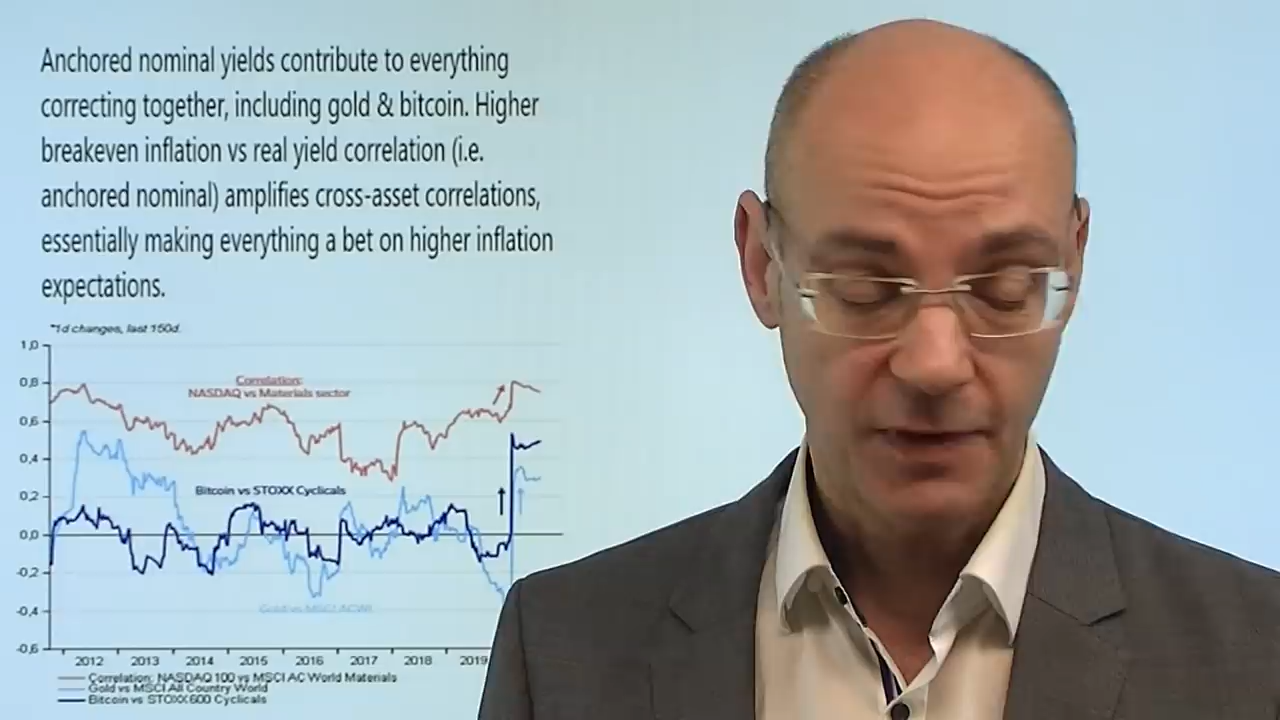 Anchored nominal yields contribute to everything
correcting together, including gold & bitcoin. Higher
breakeven inflation vs real yield correlation (i.e.
anchored nominal) amplifies cross-asset correlations,
essentially making everything a bet on higher inflation
expectations.
*1d changes, last 150d.
1,0
0,8
0,6
0,4
0,2
0,0
-0,2
-0,4
-0,6
Correlation:
NASDAQ vs Materials sector
Bitcoin vs STOXX Cyclicals
Gold vs MSCI ACWI
2012 2013 2014 2015 2016 2017 2018 2019
Correlation: NASDAQ 100 vs MSCI AC World Materials
Gold vs MSCI All Country World
Bitcoin vs STOXX 600 Cyclicals